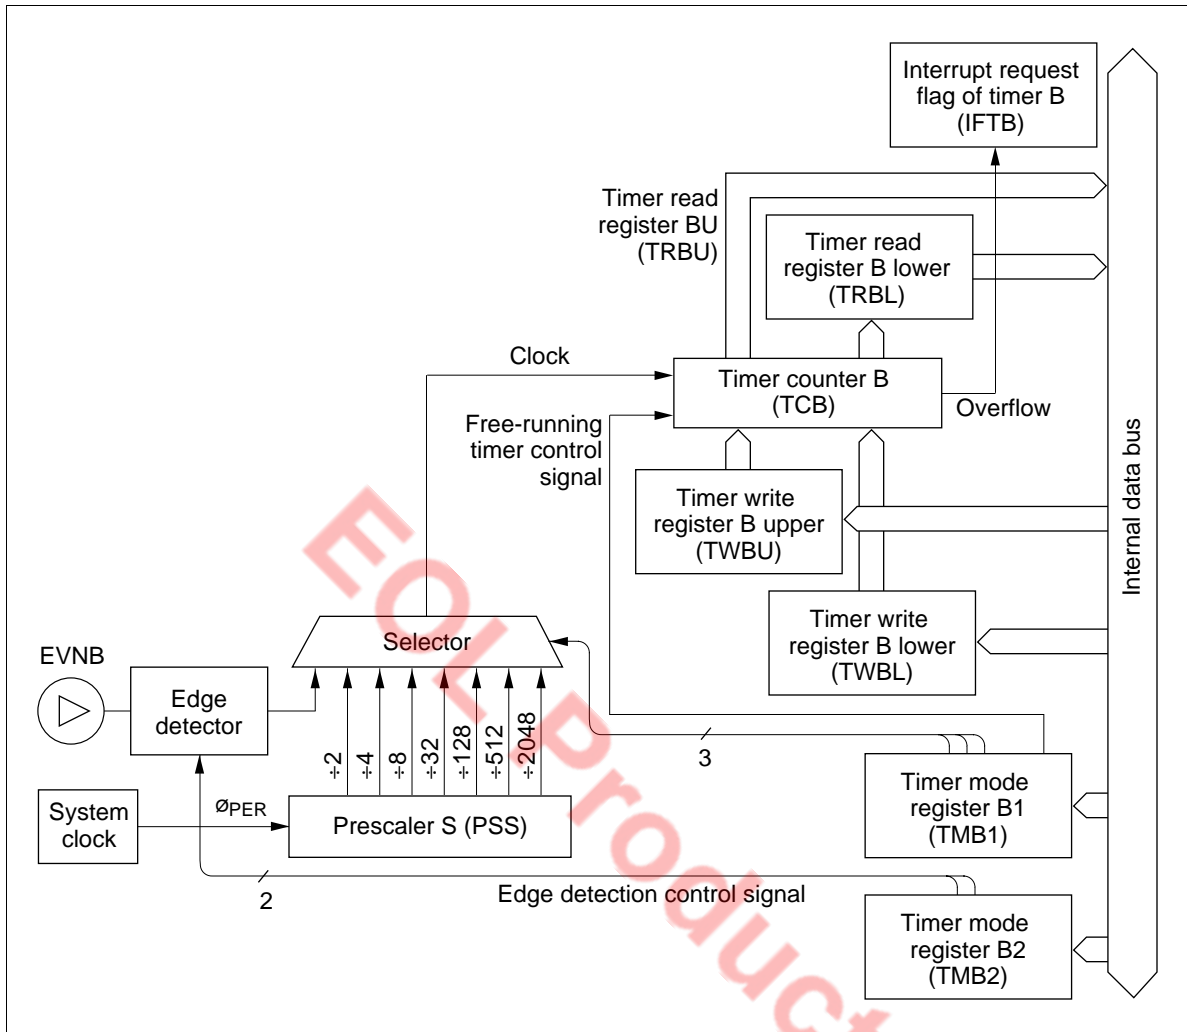 Interrupt request
flag of timer B
(IFTB)
Timer read
register BU
(TRBU)
Timer read
register B lower
(TRBL)
Clock
Timer counter B
(TCB)
Overflow
Free-running
timer control
signal
Timer write
register B upper
(TWBU)
Internal data bus
Timer write
register B lower
(TWBL)
Selector
EVNB
Edge
detector
÷2
÷4
÷8
÷32
÷128
÷512
÷2048
3
System
clock
øPER
Prescaler S (PSS)
Timer mode
register B1
(TMB1)
2
Edge detection control signal
Timer mode
register B2
(TMB2)
EOL Product